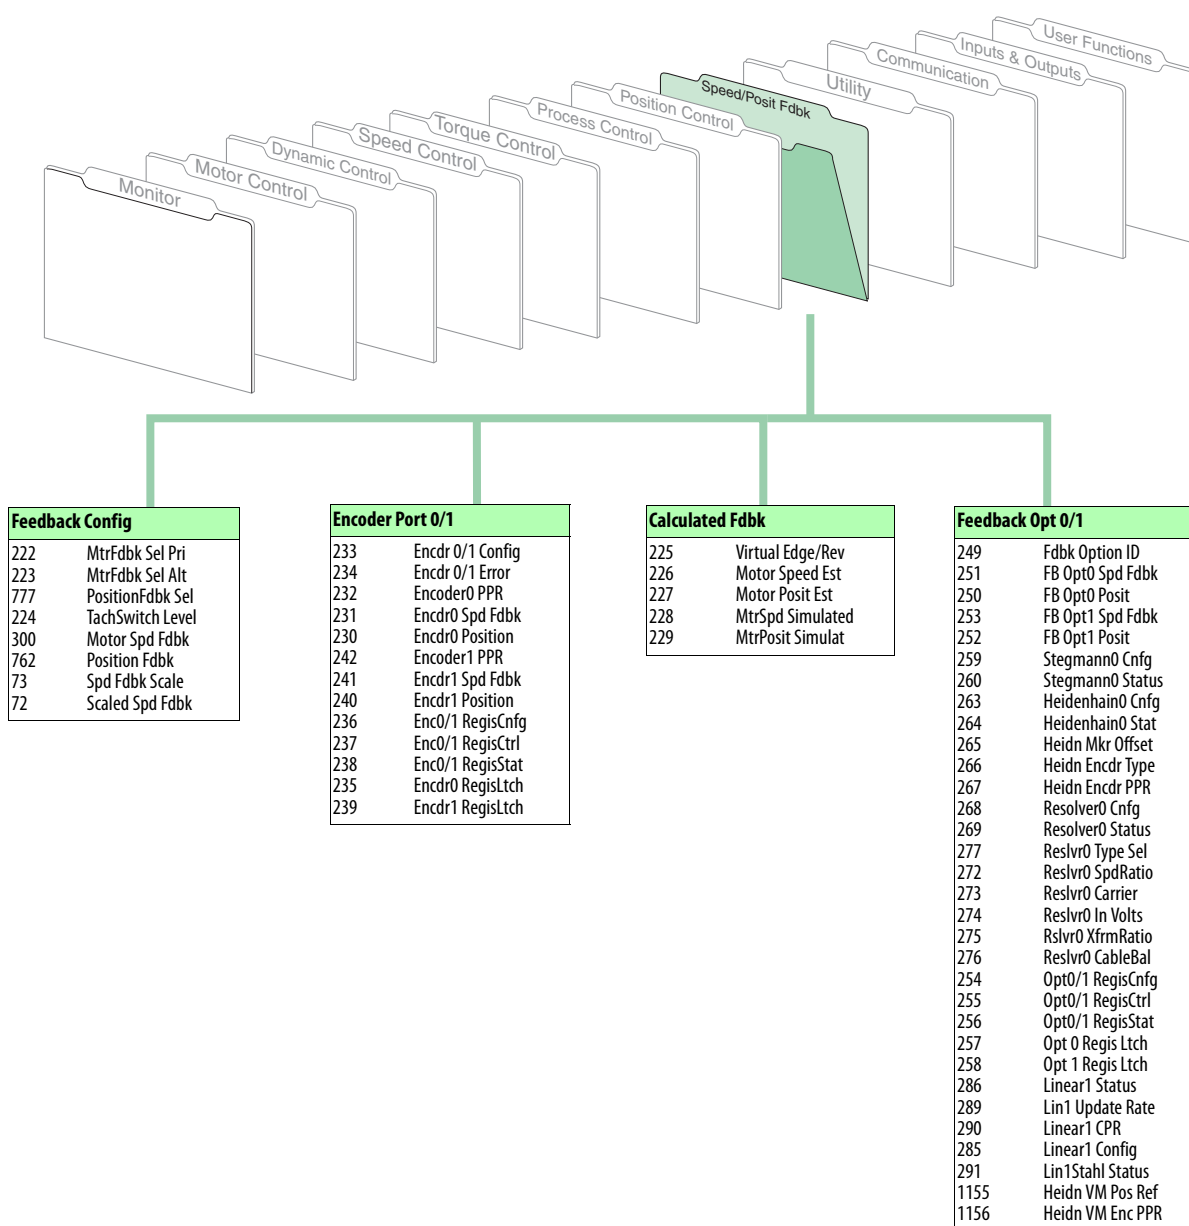 User Functions
Inputs & Outputs
Communication
Utility
Speed/Posit Fdbk
Position Control
Process Control
Torque Control
Speed Control
Dynamic Control
Motor Control
Monitor
Feedback Config
222 MtrFdbk Sel Pri
223 MtrFdbk Sel Alt
777 PositionFdbk Sel
224 TachSwitch Level
300 Motor Spd Fdbk
762 Position Fdbk
73 Spd Fdbk Scale
72 Scaled Spd Fdbk
Encoder Port 0/1
233 Encdr 0/1 Config
234 Encdr 0/1 Error
232 Encoder0 PPR
231 Encdr0 Spd Fdbk
230 Encdr0 Position
242 Encoder1 PPR
241 Encdr1 Spd Fdbk
240 Encdr1 Position
236 Enc0/1 RegisCnfg
237 Enc0/1 RegisCtrl
238 Enc0/1 RegisStat
235 Encdr0 RegisLtch
239 Encdr1 RegisLtch
Calculated Fdbk
225 Virtual Edge/Rev
226 Motor Speed Est
227 Motor Posit Est
228 MtrSpd Simulated
229 MtrPosit Simulat
Feedback Opt 0/1
249 Fdbk Option ID
251 FB Opt0 Spd Fdbk
250 FB Opt0 Posit
253 FB Opt1 Spd Fdbk
252 FB Opt1 Posit
259 Stegmann0 Cnfg
260 Stegmann0 Status
263 Heidenhain0 Cnfg
264 Heidenhain0 Stat
265 Heidn Mkr Offset
266 Heidn Encdr Type
267 Heidn Encdr PPR
268 Resolver0 Cnfg
269 Resolver0 Status
277 Reslvr0 Type Sel
272 Reslvr0 SpdRatio
273 Reslvr0 Carrier
274 Reslvr0 In Volts
275 Rslvr0 XfrmRatio
276 Reslvr0 CableBal
254 Opt0/1 RegisCnfg
255 Opt0/1 RegisCtrl
256 Opt0/1 RegisStat
257 Opt 0 Regis Ltch
258 Opt 1 Regis Ltch
286 Linear1 Status
289 Lin1 Update Rate
290 Linear1 CPR
285 Linear1 Config
291 Lin1Stahl Status
1155 Heidn VM Pos Ref
1156 Heidn VM Enc PPR